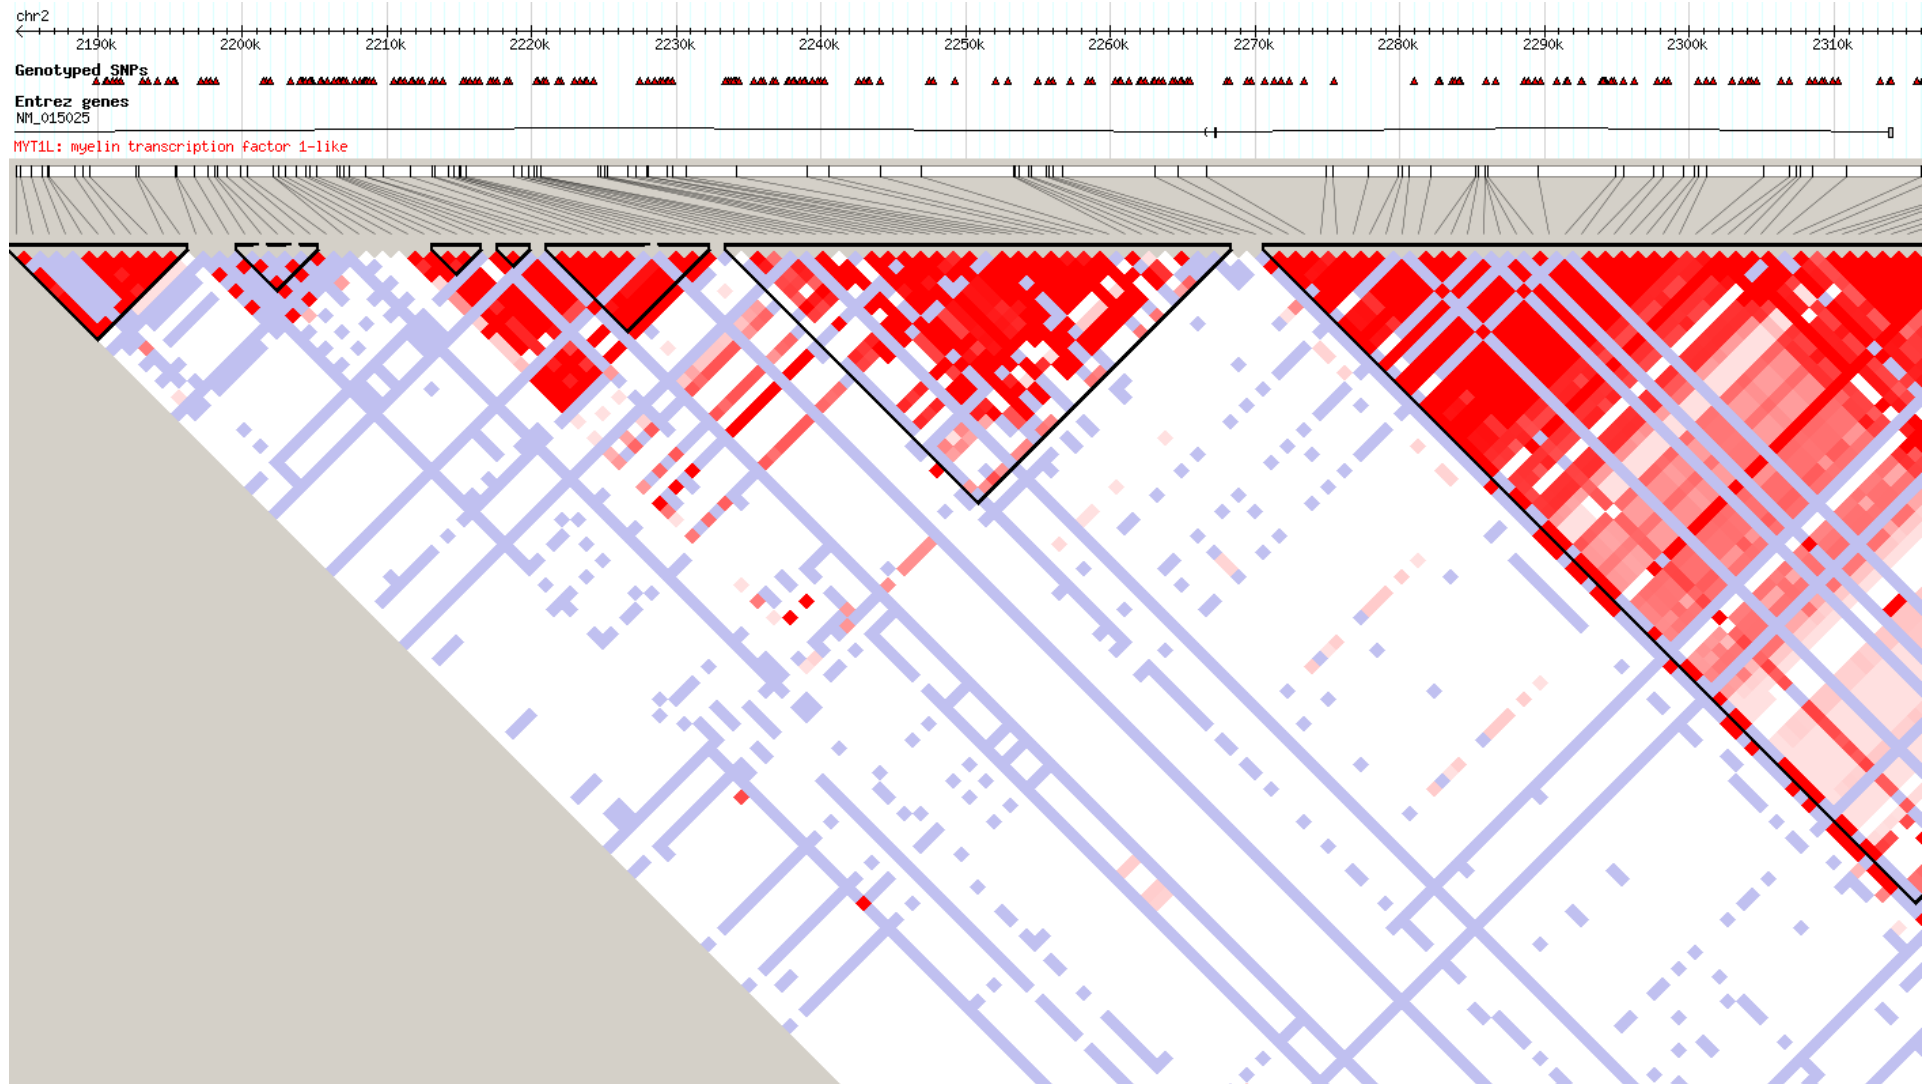 chr2
2190k 2200k 2210k 2220k 2230k 2240k 2250k 2260k 2270k 2280k 2290k 2300k 2310k
Genotyped SNPs
Entrez genes
NM_015025
MYT1L: myelin transcription factor 1-like